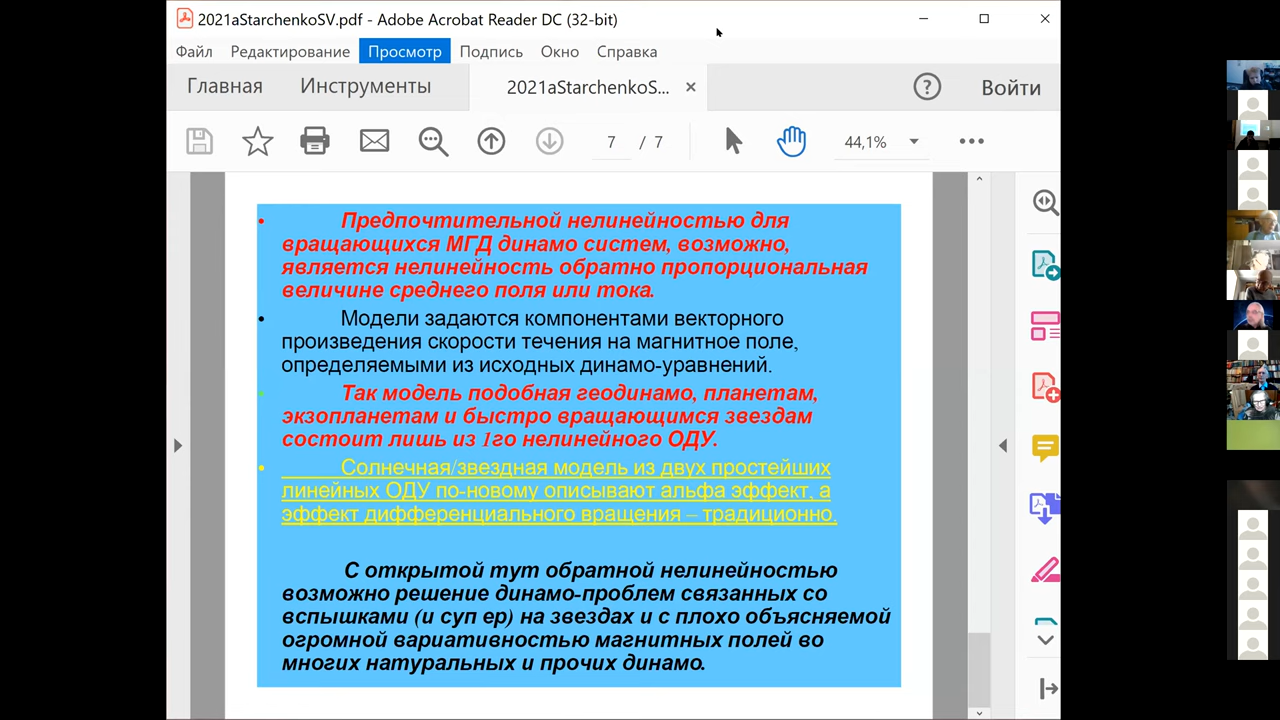 2021aStarchenkoSV.pdf - Adobe Acrobat Reader DC (32-bit)
Файл Редактирование Просмотр Подпись Окно Справка
Главная Инструменты 2021aStarchenkoS... Войти
7 / 7 44,1%
• Предпочтительной нелинейностью для
вращающихся МГД динамо систем, возможно,
является нелинейность обратно пропорциональная
величине среднего поля или тока.
• Модели задаются компонентами векторного
произведения скорости течения на магнитное поле,
определяемыми из исходных динамо-уравнений.
• Так модель подобная геодинамо, планетам,
экзопланетам и быстро вращающимся звездам
состоит лишь из 1го нелинейного ОДУ.
• Солнечная/звездная модель из двух простейших
линейных ОДУ по-новому описывают альфа эффект, а
эффект дифференциального вращения – традиционно.
С открытой тут обратной нелинейностью
возможно решение динамо-проблем связанных со
вспышками (и суп ер) на звездах и с плохо объясняемой
огромной вариативностью магнитных полей во
многих натуральных и прочих динамо.